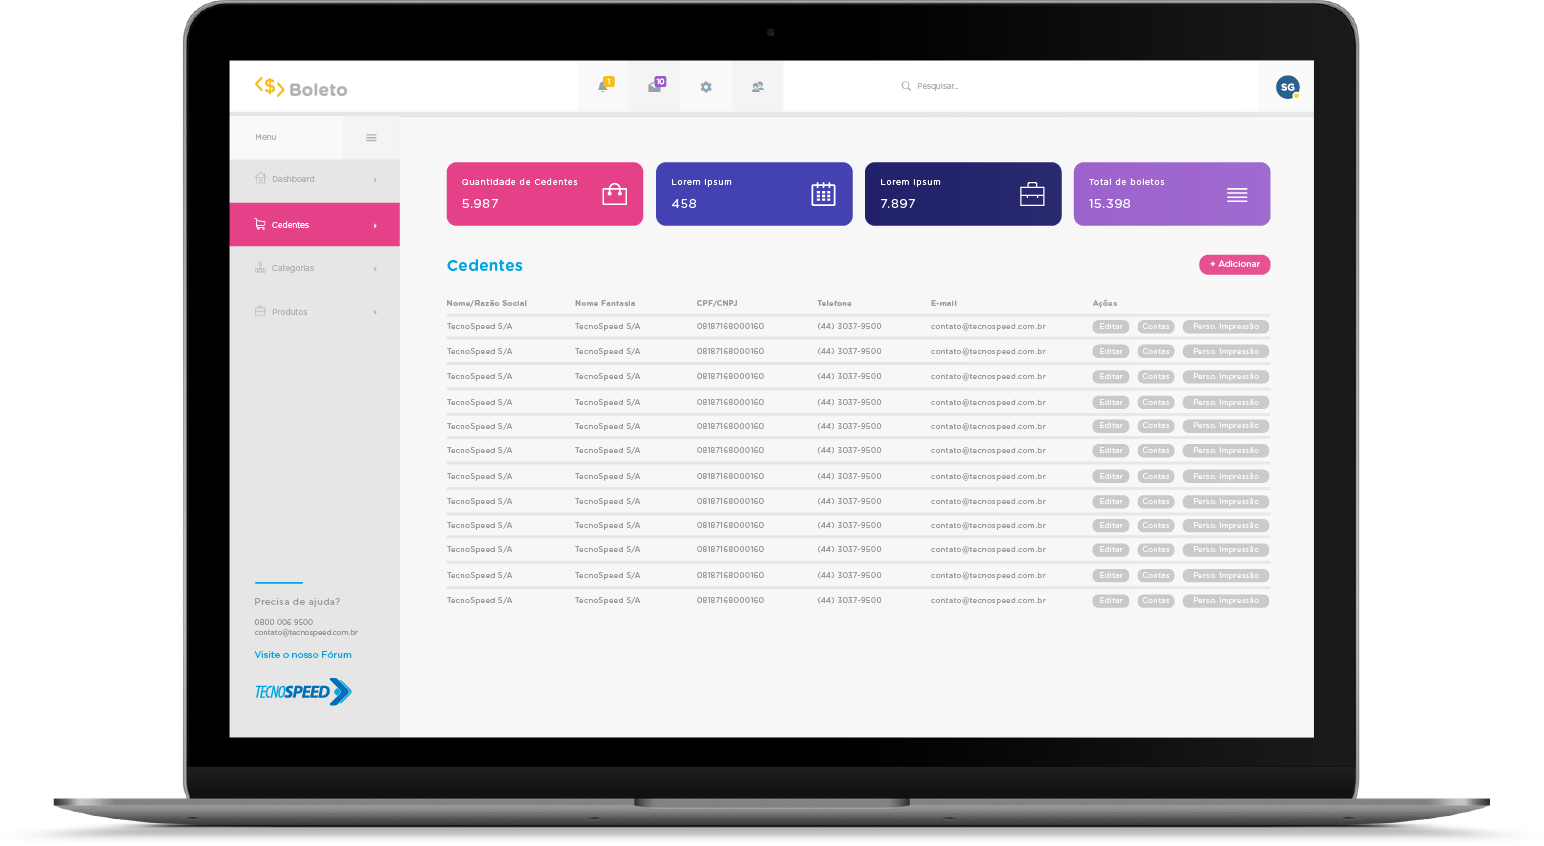 <$> Boleto
1
10
Pesquisar..
SG
Menu
Dashboard
Cedentes
Categorias
Produtos
Precisa de ajuda?
0800 006 9500
contato@tecnospeed.com.br
Visite o nosso Fórum
TECNOSPEED
Quantidade de Cedentes
5.987
Lorem Ipsum
458
Lorem Ipsum
7.897
Total de boletos
15.398
Cedentes
+ Adicionar
Nome/Razão Social Nome Fantasia CPF/CNPJ Telefone E-mail Ações
TecnoSpeed S/A TecnoSpeed S/A 08187168000160 (44) 3037-9500 contato@tecnospeed.com.br Editar Contas Perso. Impressão
TecnoSpeed S/A TecnoSpeed S/A 08187168000160 (44) 3037-9500 contato@tecnospeed.com.br Editar Contas Perso. Impressão
TecnoSpeed S/A TecnoSpeed S/A 08187168000160 (44) 3037-9500 contato@tecnospeed.com.br Editar Contas Perso. Impressão
TecnoSpeed S/A TecnoSpeed S/A 08187168000160 (44) 3037-9500 contato@tecnospeed.com.br Editar Contas Perso. Impressão
TecnoSpeed S/A TecnoSpeed S/A 08187168000160 (44) 3037-9500 contato@tecnospeed.com.br Editar Contas Perso. Impressão
TecnoSpeed S/A TecnoSpeed S/A 08187168000160 (44) 3037-9500 contato@tecnospeed.com.br Editar Contas Perso. Impressão
TecnoSpeed S/A TecnoSpeed S/A 08187168000160 (44) 3037-9500 contato@tecnospeed.com.br Editar Contas Perso. Impressão
TecnoSpeed S/A TecnoSpeed S/A 08187168000160 (44) 3037-9500 contato@tecnospeed.com.br Editar Contas Perso. Impressão
TecnoSpeed S/A TecnoSpeed S/A 08187168000160 (44) 3037-9500 contato@tecnospeed.com.br Editar Contas Perso. Impressão
TecnoSpeed S/A TecnoSpeed S/A 08187168000160 (44) 3037-9500 contato@tecnospeed.com.br Editar Contas Perso. Impressão
TecnoSpeed S/A TecnoSpeed S/A 08187168000160 (44) 3037-9500 contato@tecnospeed.com.br Editar Contas Perso. Impressão
TecnoSpeed S/A TecnoSpeed S/A 08187168000160 (44) 3037-9500 contato@tecnospeed.com.br Editar Contas Perso. Impressão